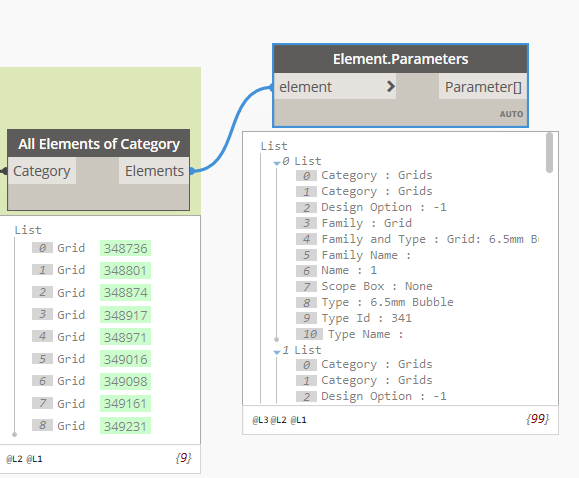 Element.Parameters
element > Parameter[]
AUTO
All Elements of Category
Category Elements
List
0 Grid 348736
1 Grid 348801
2 Grid 348874
3 Grid 348917
4 Grid 348971
5 Grid 349016
6 Grid 349098
7 Grid 349161
8 Grid 349231
@L2 @L1 {9}
List
0 List
0 Category : Grids
1 Category : Grids
2 Design Option : -1
3 Family : Grid
4 Family and Type : Grid: 6.5mm B
5 Family Name :
6 Name : 1
7 Scope Box : None
8 Type : 6.5mm Bubble
9 Type Id : 341
10 Type Name :
1 List
0 Category : Grids
1 Category : Grids
2 Design Option : -1
@L3 @L2 @L1 {99}